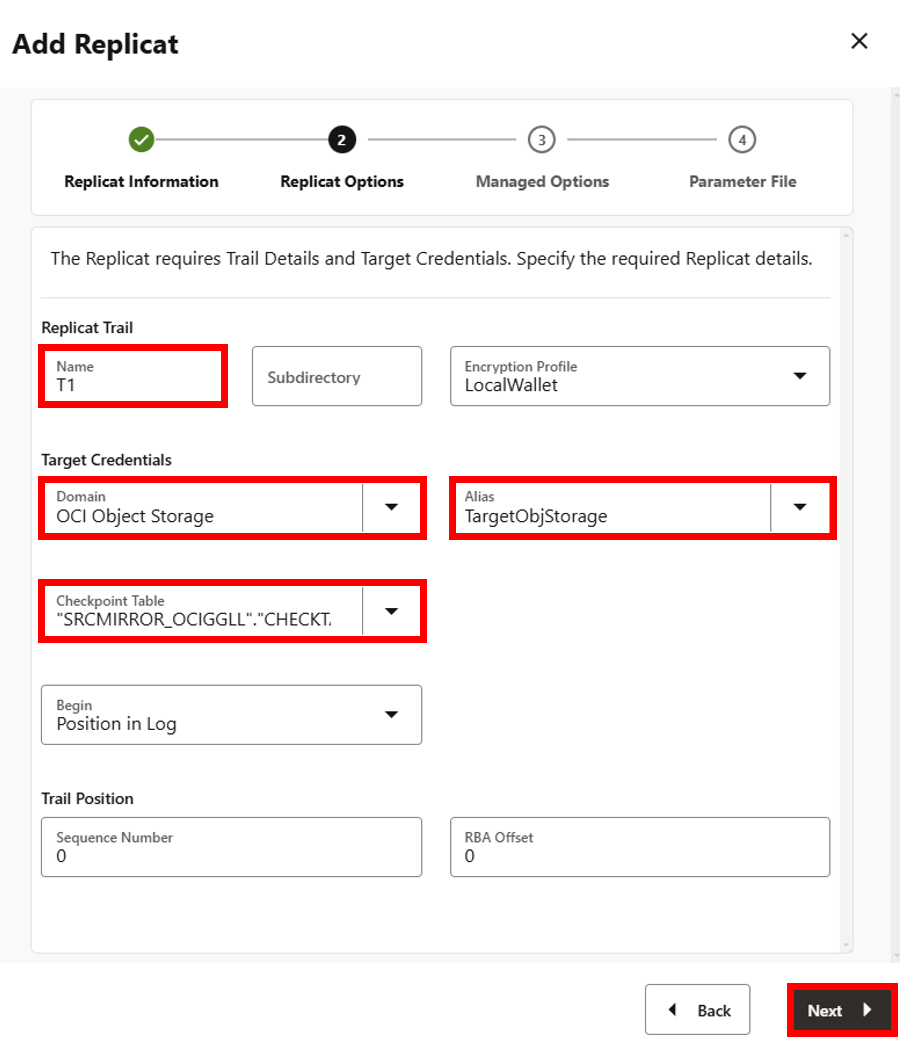 Add Replicat
2 3 4
Replicat Information Replicat Options Managed Options Parameter File
The Replicat requires Trail Details and Target Credentials. Specify the required Replicat details.
Replicat Trail
Name
T1
Subdirectory
Encryption Profile
LocalWallet
Target Credentials
Domain
OCI Object Storage
Alias
TargetObjStorage
Checkpoint Table
"SRCMIRROR_OCIGGLL"."CHECKT
Begin
Position in Log
Trail Position
Sequence Number
0
RBA Offset
0
Back Next